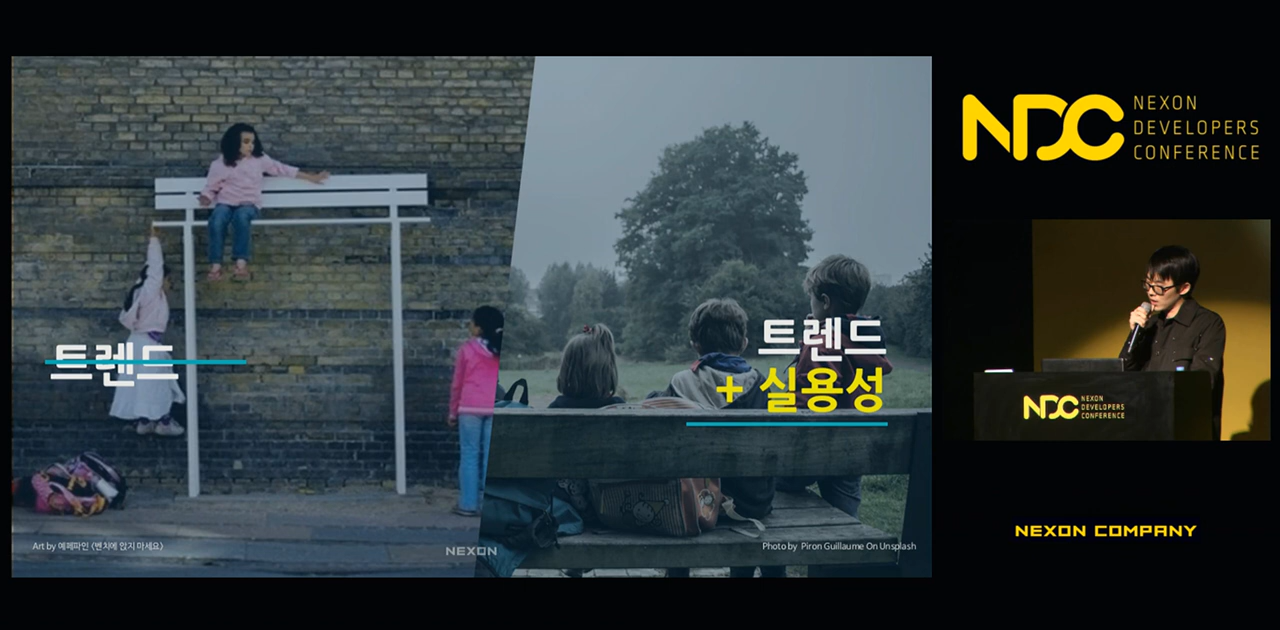 트렌드
트렌드
+ 실용성
Art by 예페파인 <벤치에 앉지 마세요>
NEXON
Photo by Piron Guillaume On Unsplash
NDC
NEXON
DEVELOPERS
CONFERENCE
NDC
NEXON
DEVELOPERS
CONFERENCE
NEXON COMPANY